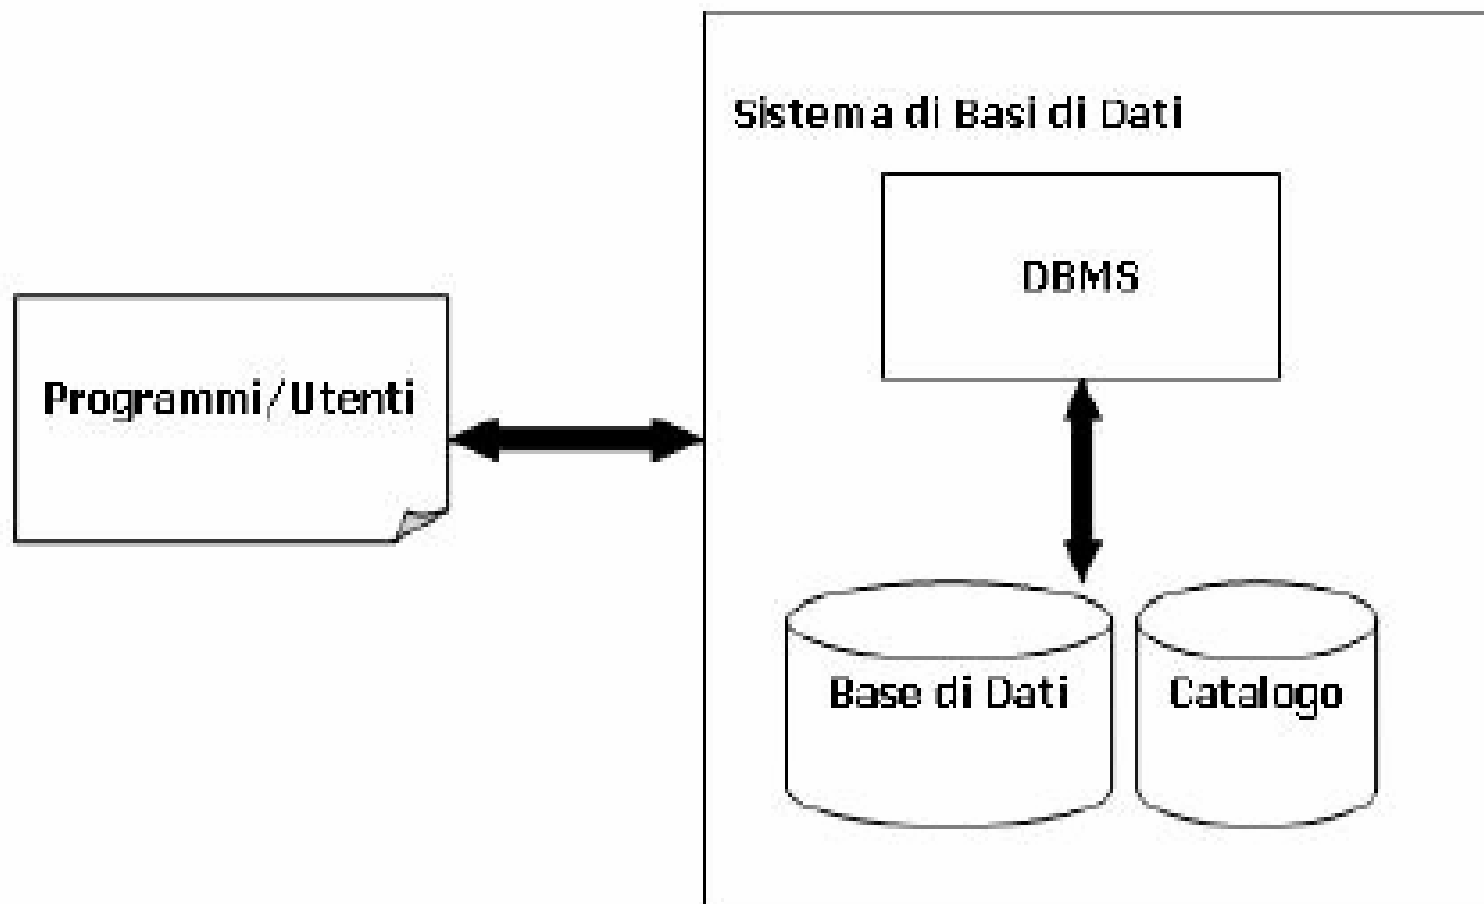 Sistema di Basi di Dati
DBMS
Programmi/Utenti
Base di Dati
Catalogo